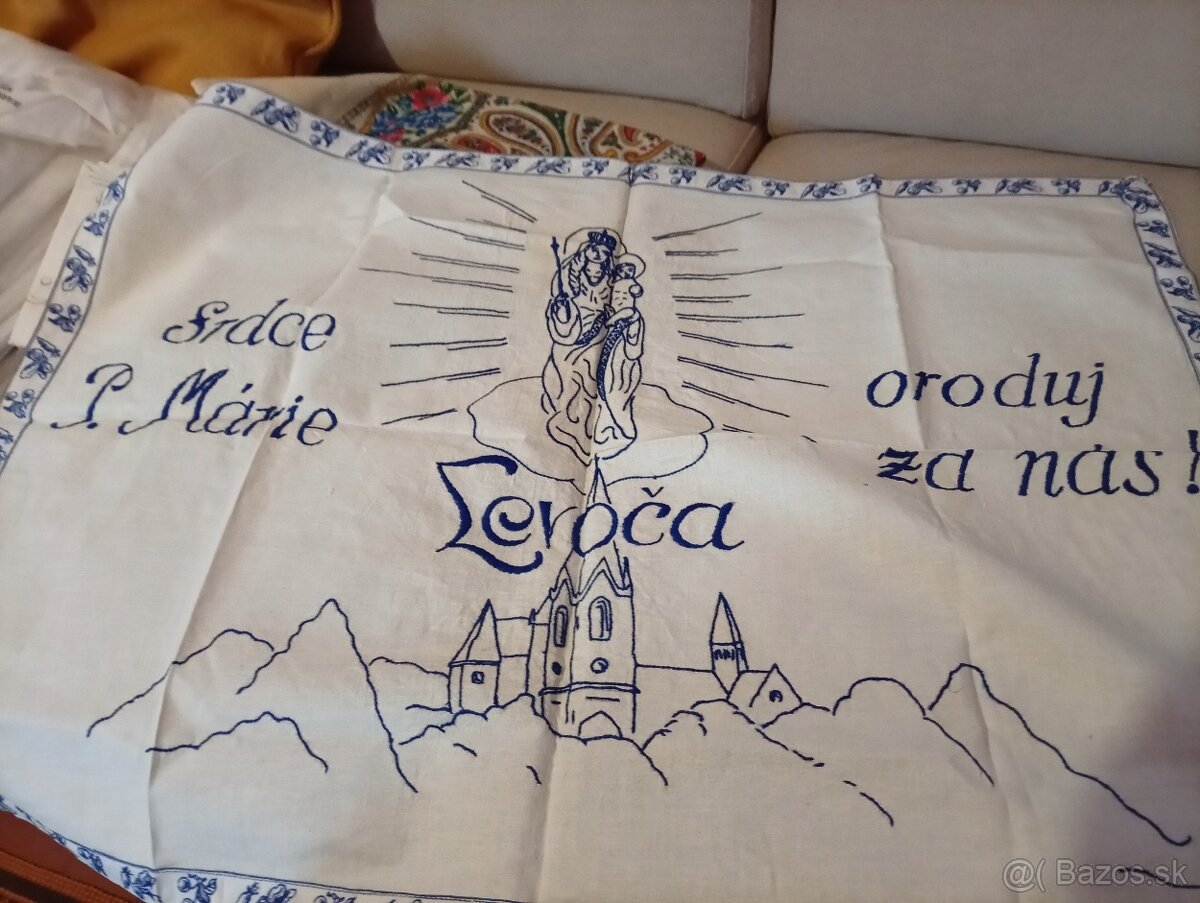 srdce
P. Márie
Levoča
oroduj
za nás!
@( Bazos.sk